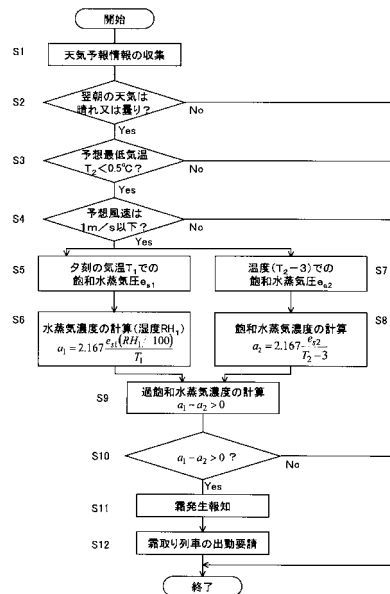 開始
S1
天気予報情報の収集
S2
翌朝の天気は
晴れ又は曇り?
No
Yes
S3
予想最低気温
T₂<0.5℃?
No
Yes
S4
予想風速は
1m/s以下?
No
Yes
S5
夕刻の気温T₁での
飽和水蒸気圧eₛ₁
S7
温度(T₂-3)での
飽和水蒸気圧eₛ₂
S6
水蒸気濃度の計算(湿度RH₁)
a₁=2.167 eₛ₁(RH₁/100)/T₁
S8
飽和水蒸気濃度の計算
a₂=2.167 eₛ₂/T₂-3
S9
過飽和水蒸気濃度の計算
a₁-a₂>0
S10
a₁-a₂>0?
No
Yes
S11
霜発生報知
S12
霜取り列車の出動要請
終了